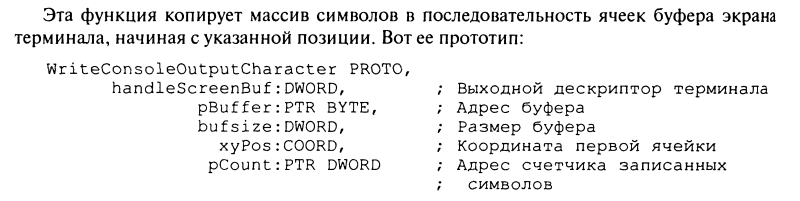 Эта функция копирует массив символов в последовательность ячеек буфера экрана
терминала, начиная с указанной позиции. Вот ее прототип:
WriteConsoleOutputCharacter PROTO,
handleScreenBuf:DWORD, ; Выходной дескриптор терминала
pBuffer:PTR BYTE, ; Адрес буфера
bufsize:DWORD, ; Размер буфера
xyPos:COORD, ; Координата первой ячейки
pCount:PTR DWORD ; Адрес счетчика записанных
; символов